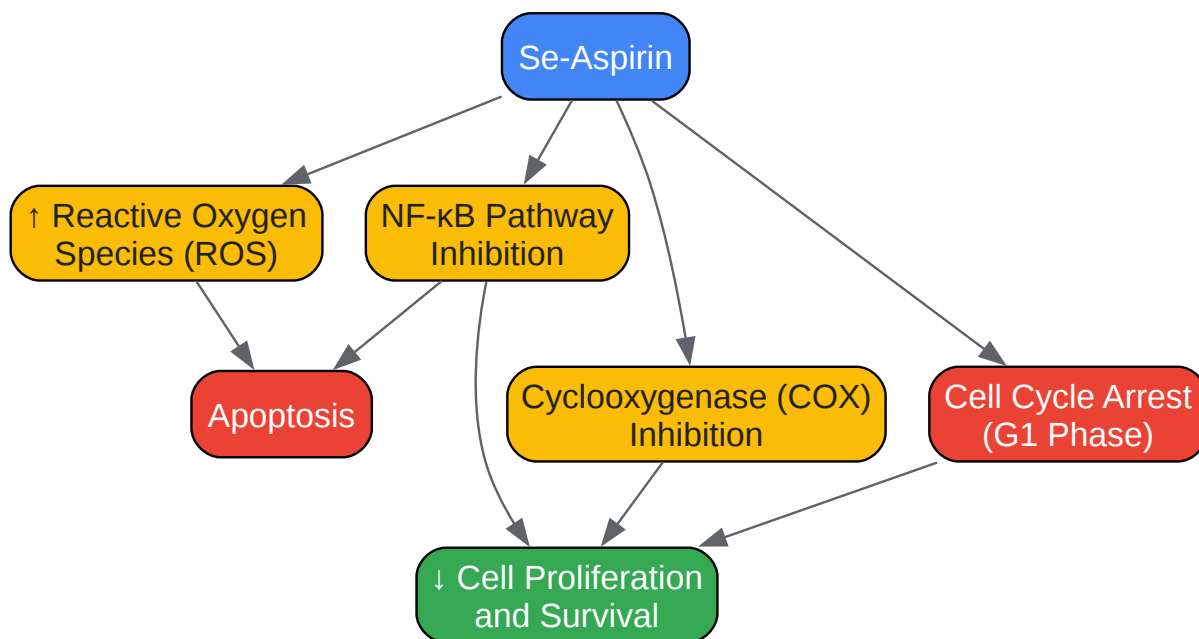 Se-Aspirin
↑ Reactive Oxygen
Species (ROS)
NF-κB Pathway
Inhibition
Apoptosis
Cyclooxygenase (COX)
Inhibition
Cell Cycle Arrest
(G1 Phase)
↓ Cell Proliferation
and Survival